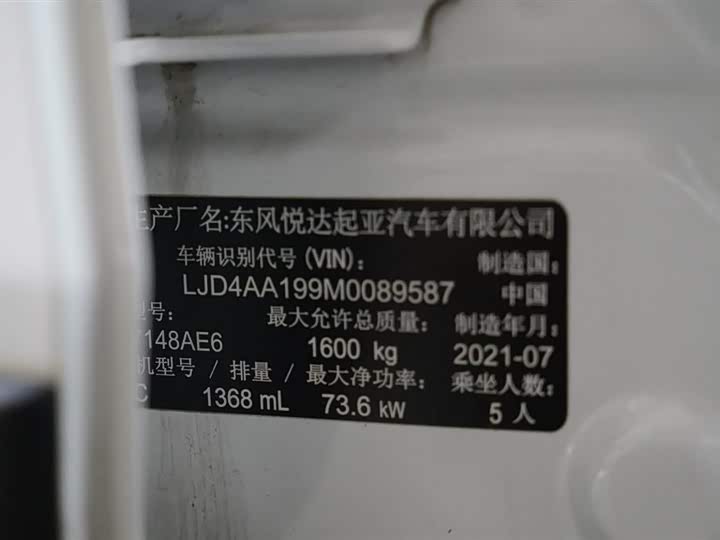 生产厂名:东风悦达起亚汽车有限公司
车辆识别代号(VIN): 制造国:
LJD4AA199M0089587 中国
型号: 最大允许总质量: 制造年月:
7148AE6 1600 kg 2021-07
机型号 / 排量 / 最大净功率: 乘坐人数:
C 1368 mL 73.6 kW 5 人